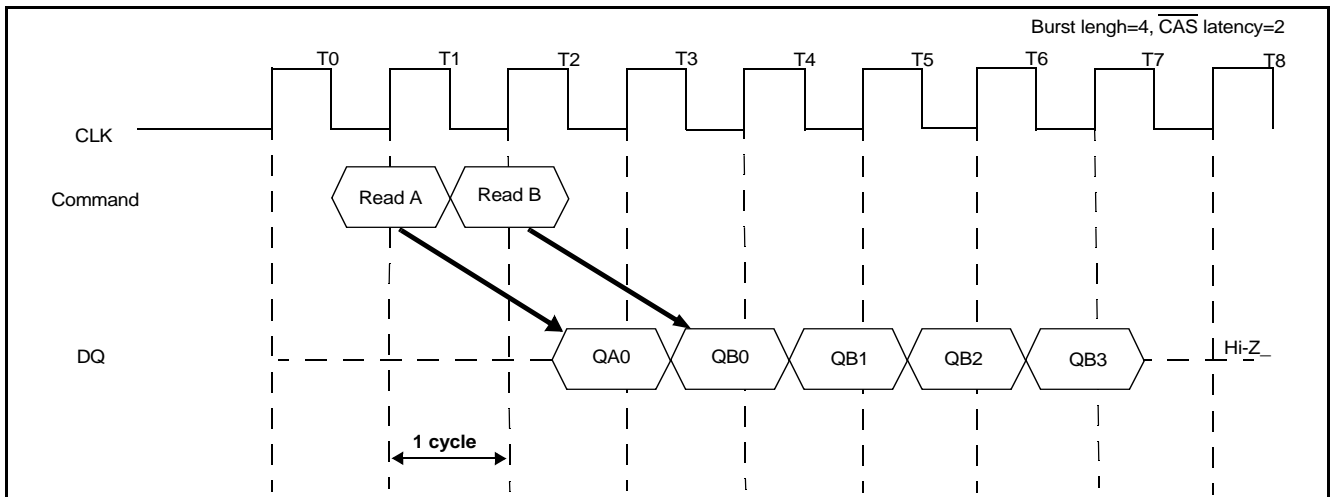 Burst lengh=4, CAS latency=2
T0 T1 T2 T3 T4 T5 T6 T7 T8
CLK
Command Read A Read B
DQ QA0 QB0 QB1 QB2 QB3 Hi-Z_
1 cycle